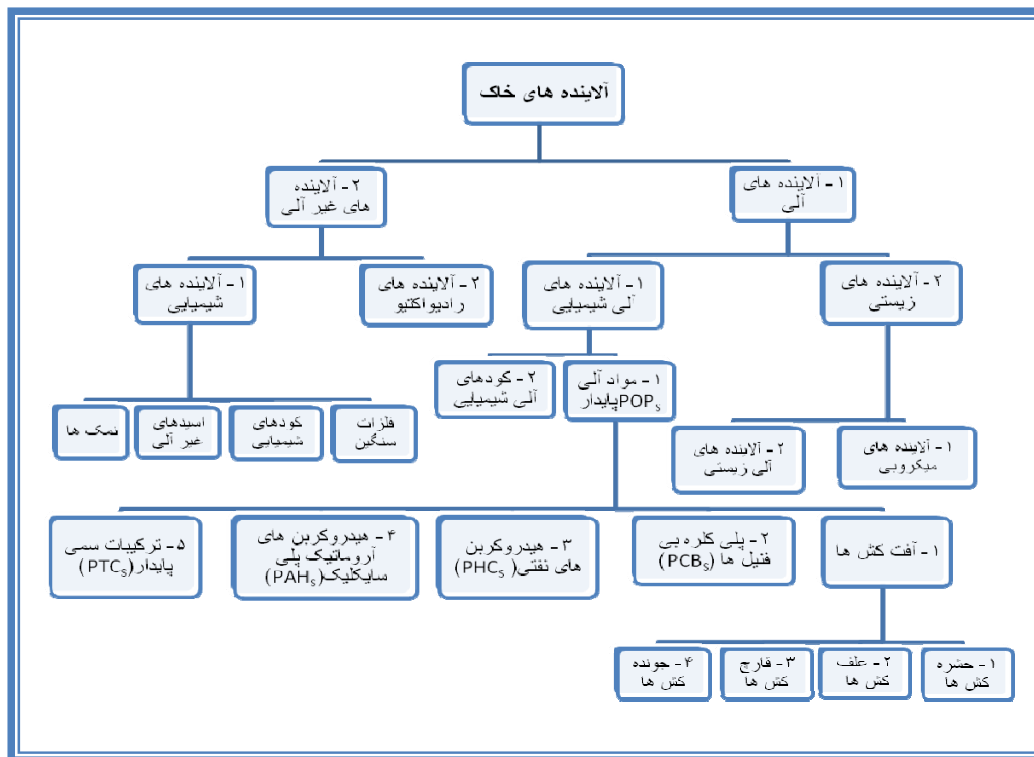 آلاینده های خاک
۱- آلاینده های
آلی
۲- آلاینده
های غیر آلی
۲- آلاینده های
زیستی
۱- آلاینده های
آلی شیمیایی
۲- آلاینده های
رادیواکتیو
۱- آلاینده های
شیمیایی
۱- مواد آلی
پایدارPOPs
۲- کودهای
آلی شیمیایی
فلزات
سنگین
کودهای
شیمیایی
اسیدهای
غیر آلی
نمک ها
۱- آلاینده های
میکروبی
۲- آلاینده های
آلی زیستی
۱- آفت کش ها
۲- پلی کلره بی
فنیل ها (PCBs)
۳- هیدروکربن
های نفتی( PHCs)
۴- هیدروکربن های
آروماتیک پلی
سایکلیک(PAHs)
۵- ترکیبات سمی
پایدار(PTCs)
۱- حشره
کش ها
۲- علف
کش ها
۳- قارچ
کش ها
۴- جونده
کش ها